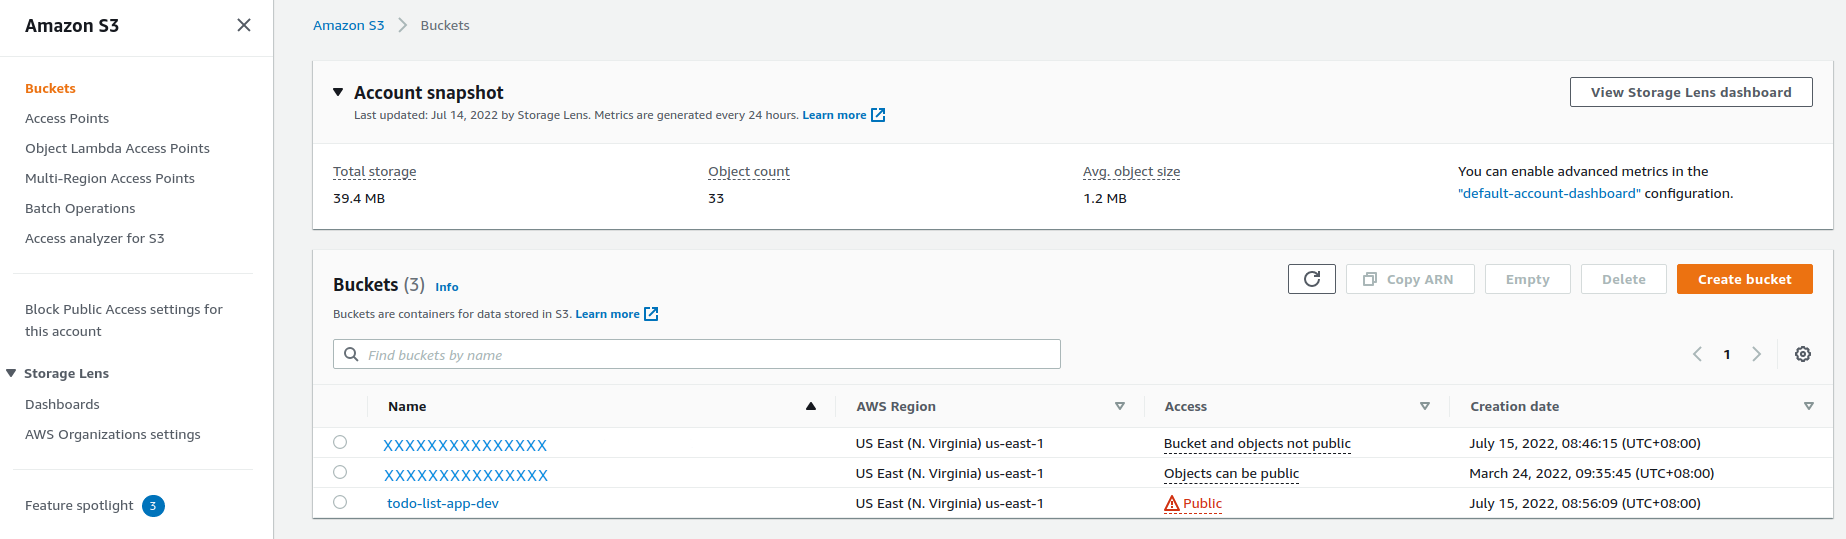 Amazon S3
Buckets
Access Points
Object Lambda Access Points
Multi-Region Access Points
Batch Operations
Access analyzer for S3
Block Public Access settings for
this account
Storage Lens
Dashboards
AWS Organizations settings
Feature spotlight 3
Amazon S3 Buckets
Account snapshot
View Storage Lens dashboard
Last updated: Jul 14, 2022 by Storage Lens. Metrics are generated every 24 hours. Learn more
Total storage Object count Avg. object size
39.4 MB 33 1.2 MB
You can enable advanced metrics in the
"default-account-dashboard" configuration.
Buckets (3) Info
Copy ARN Empty Delete Create bucket
Buckets are containers for data stored in S3. Learn more
Find buckets by name
1
Name AWS Region Access Creation date
XXXXXXXXXXXXXXX US East (N. Virginia) us-east-1 Bucket and objects not public July 15, 2022, 08:46:15 (UTC+08:00)
XXXXXXXXXXXXXXX US East (N. Virginia) us-east-1 Objects can be public March 24, 2022, 09:35:45 (UTC+08:00)
todo-list-app-dev US East (N. Virginia) us-east-1 Public July 15, 2022, 08:56:09 (UTC+08:00)